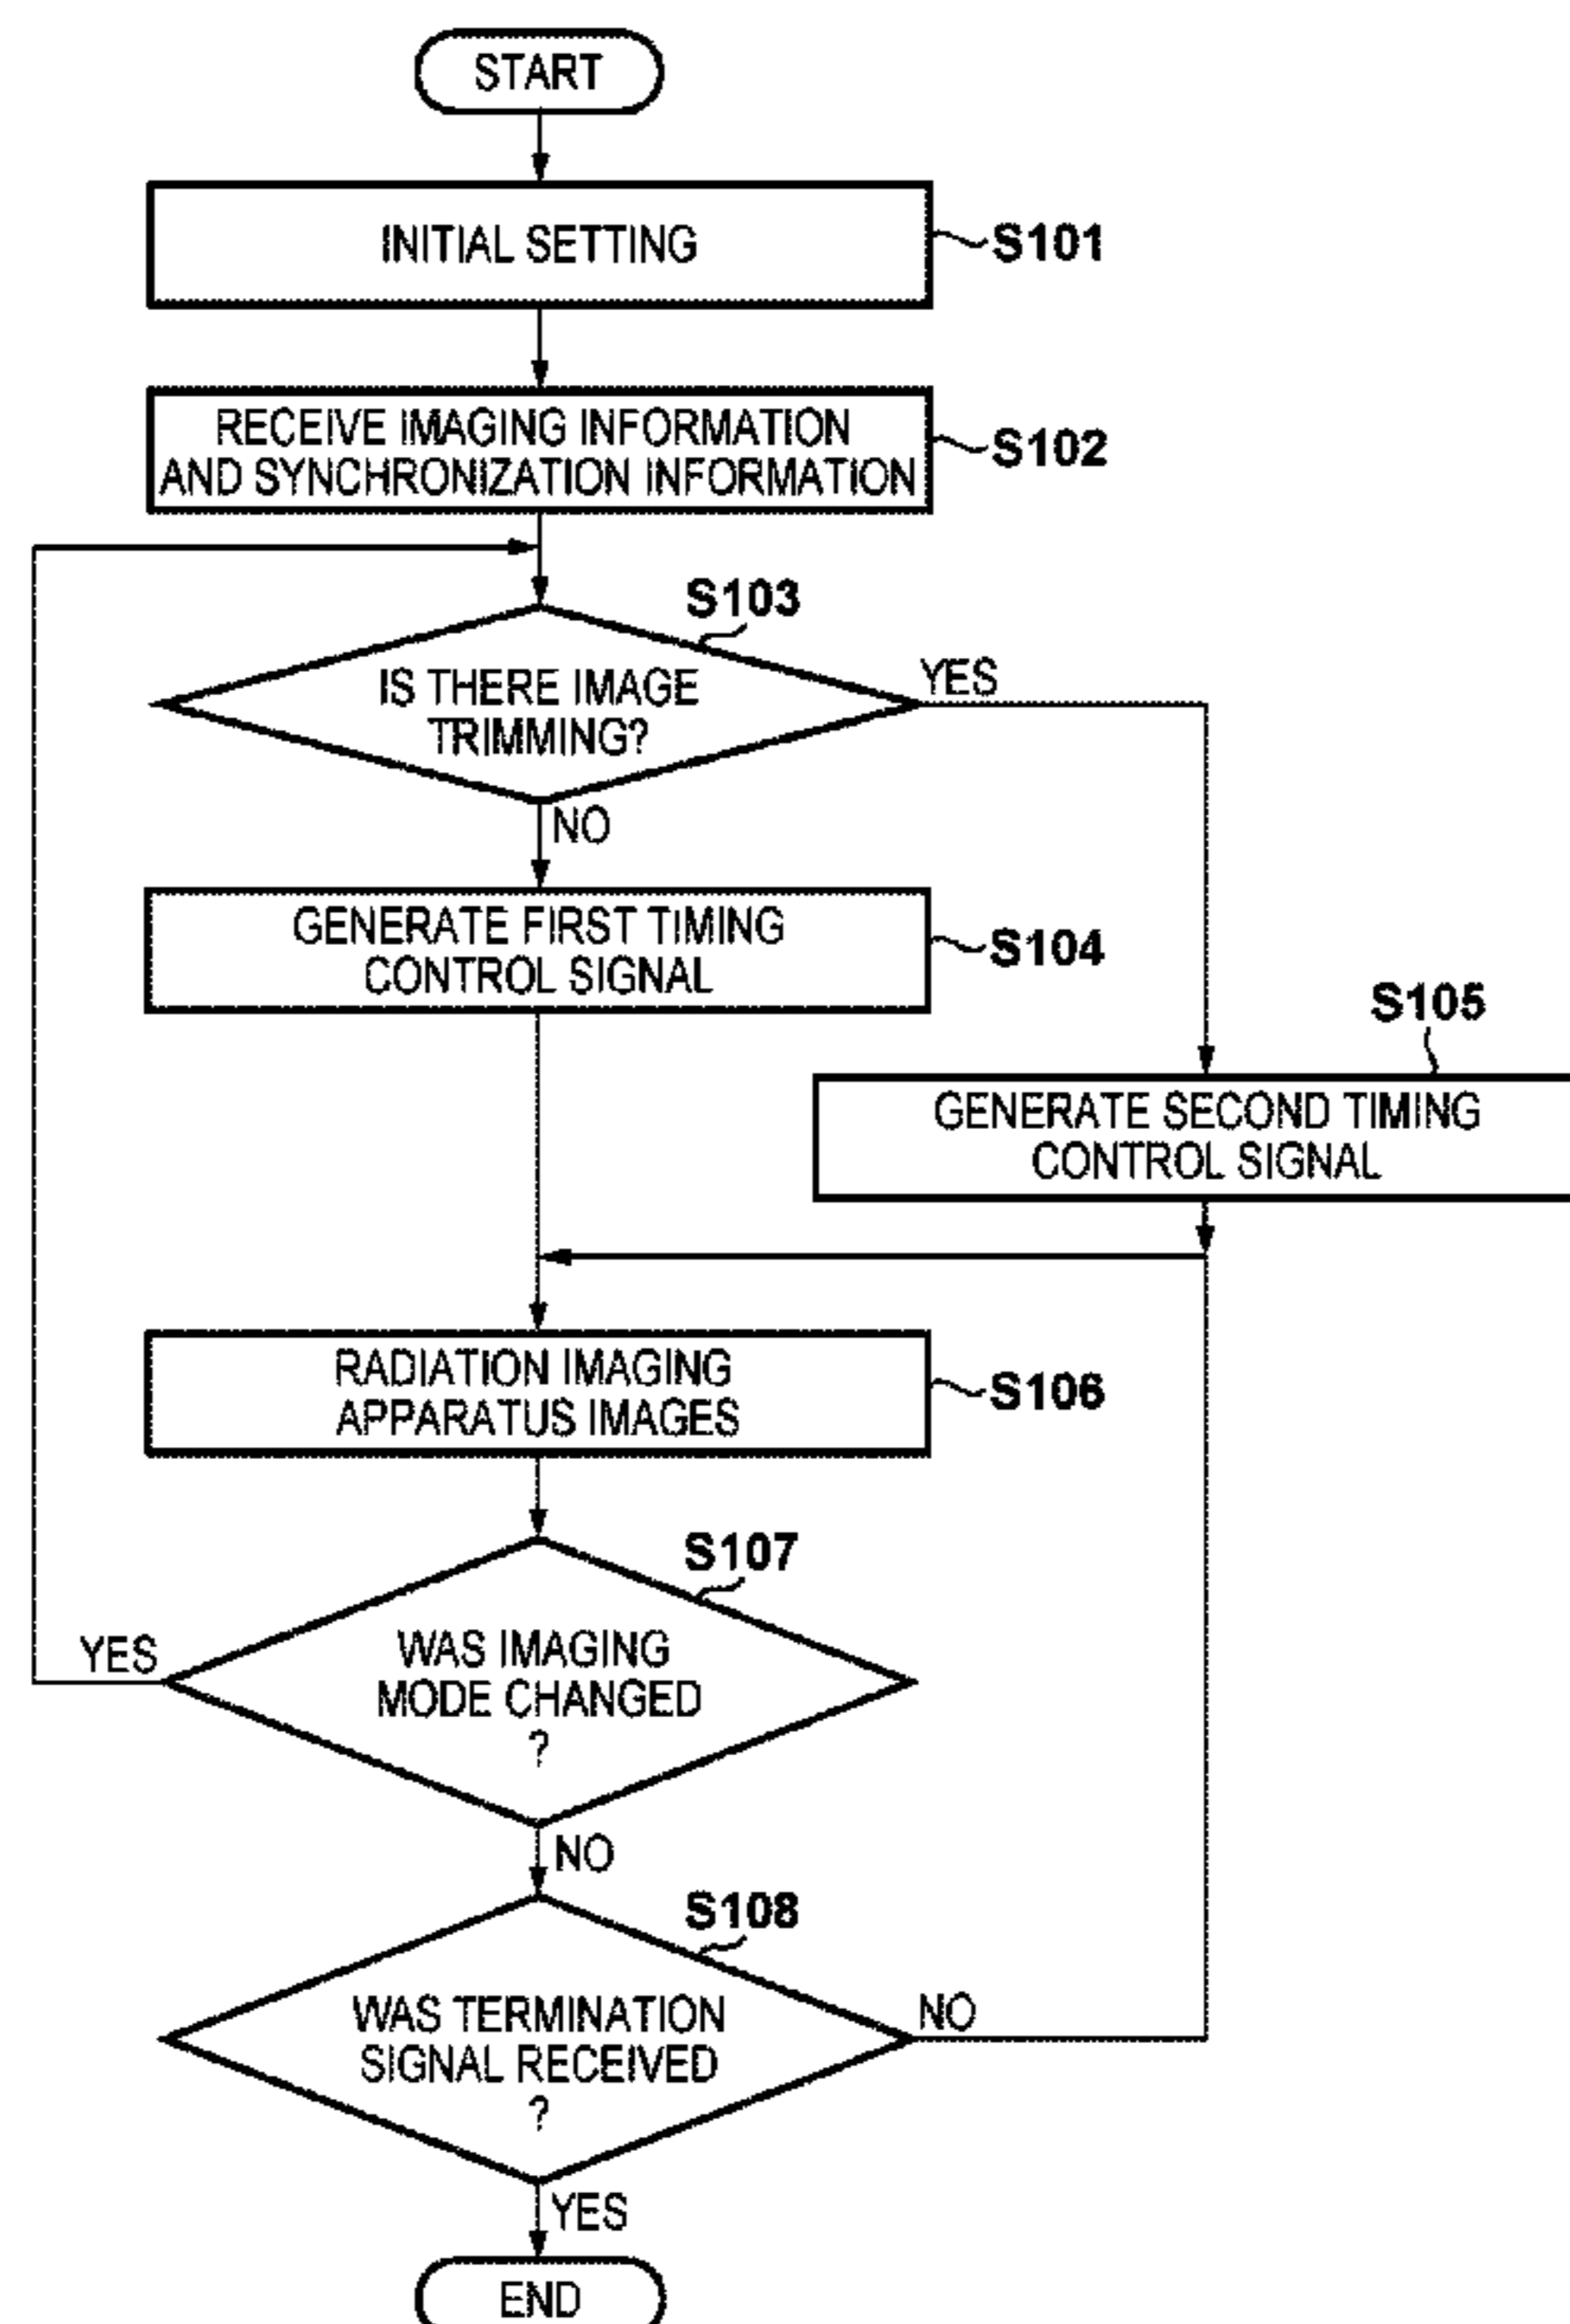 START
INITIAL SETTING
S101
RECEIVE IMAGING INFORMATION
AND SYNCHRONIZATION INFORMATION
S102
S103
IS THERE IMAGE
TRIMMING?
YES
NO
GENERATE FIRST TIMING
CONTROL SIGNAL
S104
S105
GENERATE SECOND TIMING
CONTROL SIGNAL
RADIATION IMAGING
APPARATUS IMAGES
S106
S107
WAS IMAGING
MODE CHANGED
?
YES
NO
S108
WAS TERMINATION
SIGNAL RECEIVED
?
NO
YES
END